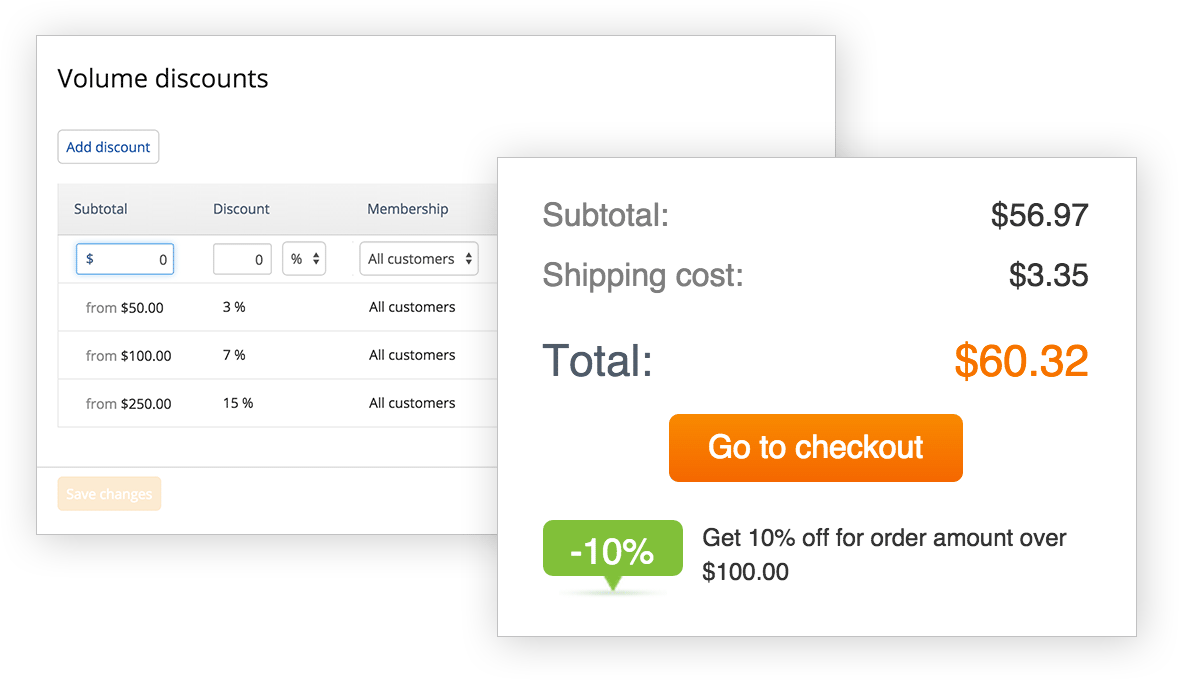 Volume discounts
Add discount
Subtotal Discount Membership
$ 0 0 % All customers
from $50.00 3 % All customers
from $100.00 7 % All customers
from $250.00 15 % All customers
Save changes
Subtotal: $56.97
Shipping cost: $3.35
Total: $60.32
Go to checkout
-10%
Get 10% off for order amount over
$100.00